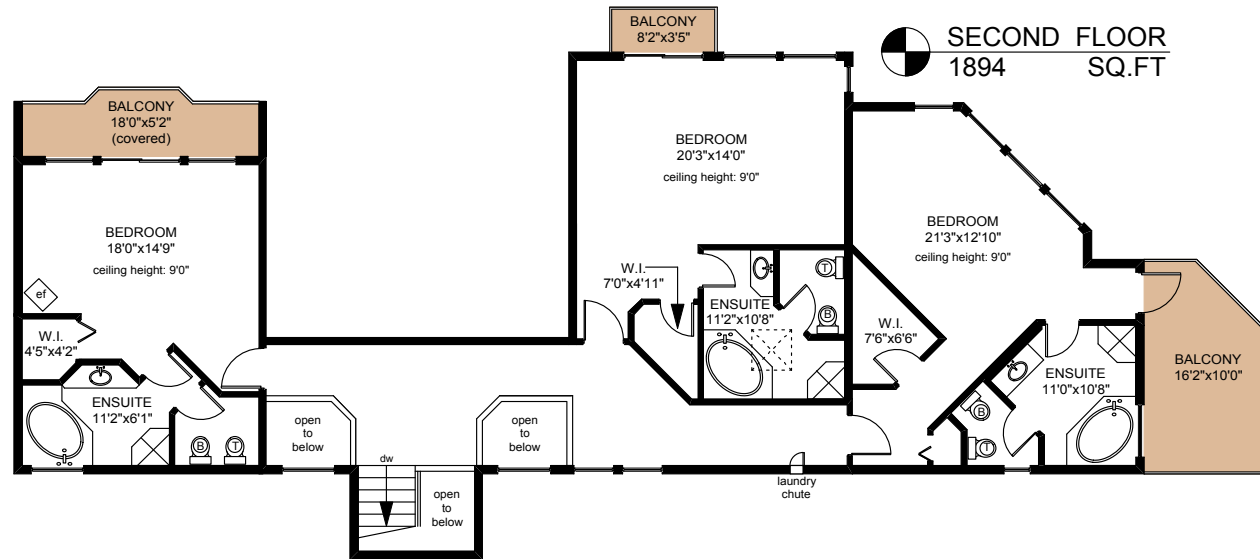 SECOND FLOOR
1894 SQ.FT
BALCONY
8'2"x3'5"
BALCONY
18'0"x5'2"
(covered)
BEDROOM
18'0"x14'9"
ceiling height: 9'0"
ef
W.I.
4'5"x4'2"
ENSUITE
11'2"x6'1"
B
T
open
to
below
dw
open
to
below
open
to
below
BEDROOM
20'3"x14'0"
ceiling height: 9'0"
W.I.
7'0"x4'11"
ENSUITE
11'2"x10'8"
T
B
laundry
chute
BEDROOM
21'3"x12'10"
ceiling height: 9'0"
W.I.
7'6"x6'6"
ENSUITE
11'0"x10'8"
B
T
BALCONY
16'2"x10'0"